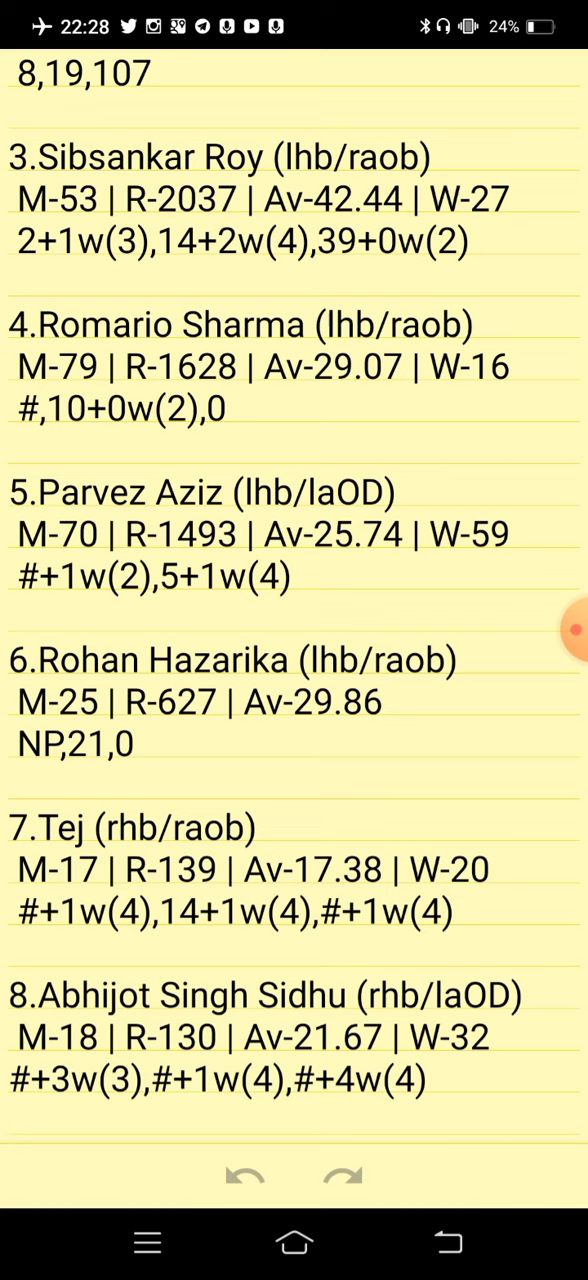 22:28
24%
8,19,107
3.Sibsankar Roy (lhb/raob)
M-53 | R-2037 | Av-42.44 | W-27
2+1w(3),14+2w(4),39+0w(2)
4.Romario Sharma (lhb/raob)
M-79 | R-1628 | Av-29.07 | W-16
#,10+0w(2),0
5.Parvez Aziz (lhb/laOD)
M-70 | R-1493 | Av-25.74 | W-59
#+1w(2),5+1w(4)
6.Rohan Hazarika (lhb/raob)
M-25 | R-627 | Av-29.86
NP,21,0
7.Tej (rhb/raob)
M-17 | R-139 | Av-17.38 | W-20
#+1w(4),14+1w(4),#+1w(4)
8.Abhijot Singh Sidhu (rhb/laOD)
M-18 | R-130 | Av-21.67 | W-32
#+3w(3),#+1w(4),#+4w(4)